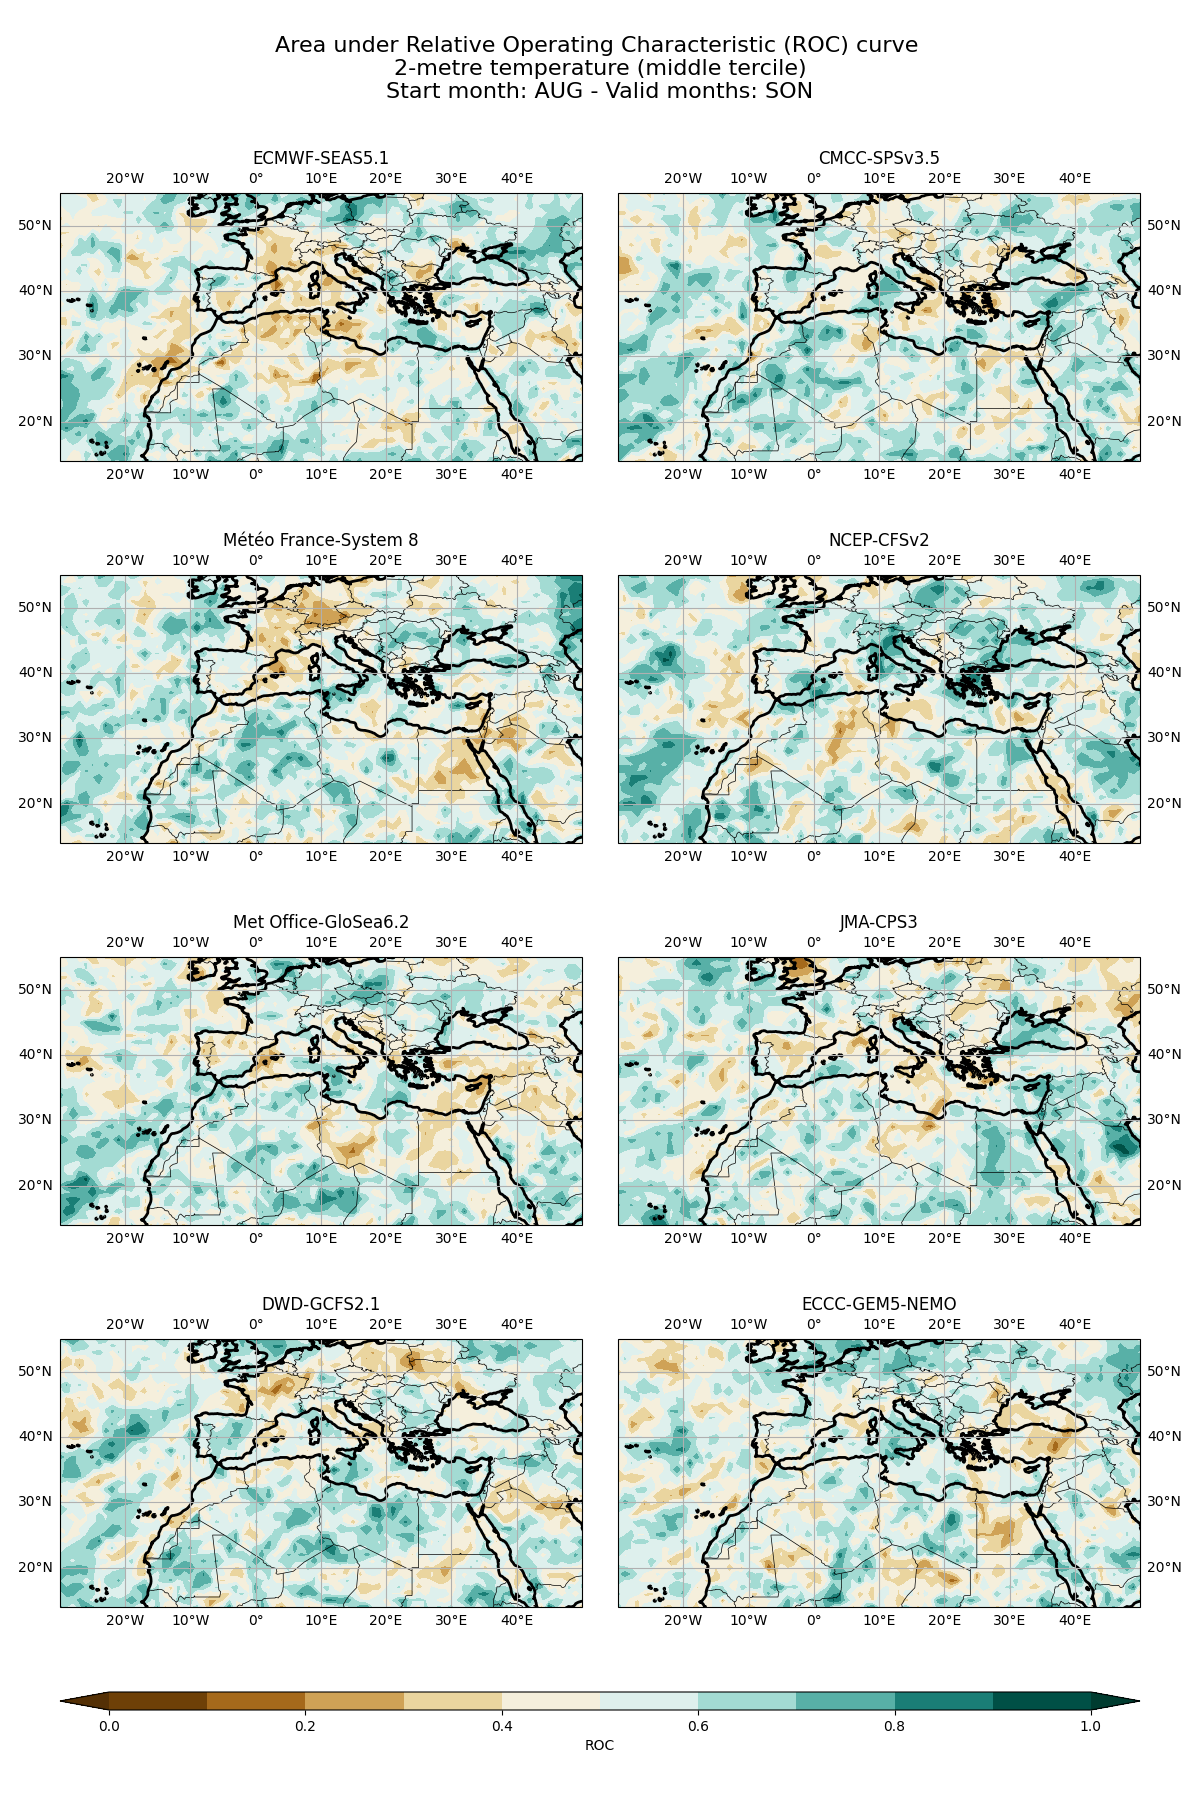 Area under Relative Operating Characteristic (ROC) curve
2-metre temperature (middle tercile)
Start month: AUG - Valid months: SON
ECMWF-SEAS5.1
20°W 10°W 0° 10°E 20°E 30°E 40°E
50°N
40°N
30°N
20°N
20°W 10°W 0° 10°E 20°E 30°E 40°E
CMCC-SPSv3.5
20°W 10°W 0° 10°E 20°E 30°E 40°E
50°N
40°N
30°N
20°N
20°W 10°W 0° 10°E 20°E 30°E 40°E
Météo France-System 8
20°W 10°W 0° 10°E 20°E 30°E 40°E
50°N
40°N
30°N
20°N
20°W 10°W 0° 10°E 20°E 30°E 40°E
NCEP-CFSv2
20°W 10°W 0° 10°E 20°E 30°E 40°E
50°N
40°N
30°N
20°N
20°W 10°W 0° 10°E 20°E 30°E 40°E
Met Office-GloSea6.2
20°W 10°W 0° 10°E 20°E 30°E 40°E
50°N
40°N
30°N
20°N
20°W 10°W 0° 10°E 20°E 30°E 40°E
JMA-CPS3
20°W 10°W 0° 10°E 20°E 30°E 40°E
50°N
40°N
30°N
20°N
20°W 10°W 0° 10°E 20°E 30°E 40°E
DWD-GCFS2.1
20°W 10°W 0° 10°E 20°E 30°E 40°E
50°N
40°N
30°N
20°N
20°W 10°W 0° 10°E 20°E 30°E 40°E
ECCC-GEM5-NEMO
20°W 10°W 0° 10°E 20°E 30°E 40°E
50°N
40°N
30°N
20°N
20°W 10°W 0° 10°E 20°E 30°E 40°E
0.0 0.2 0.4 0.6 0.8 1.0
ROC